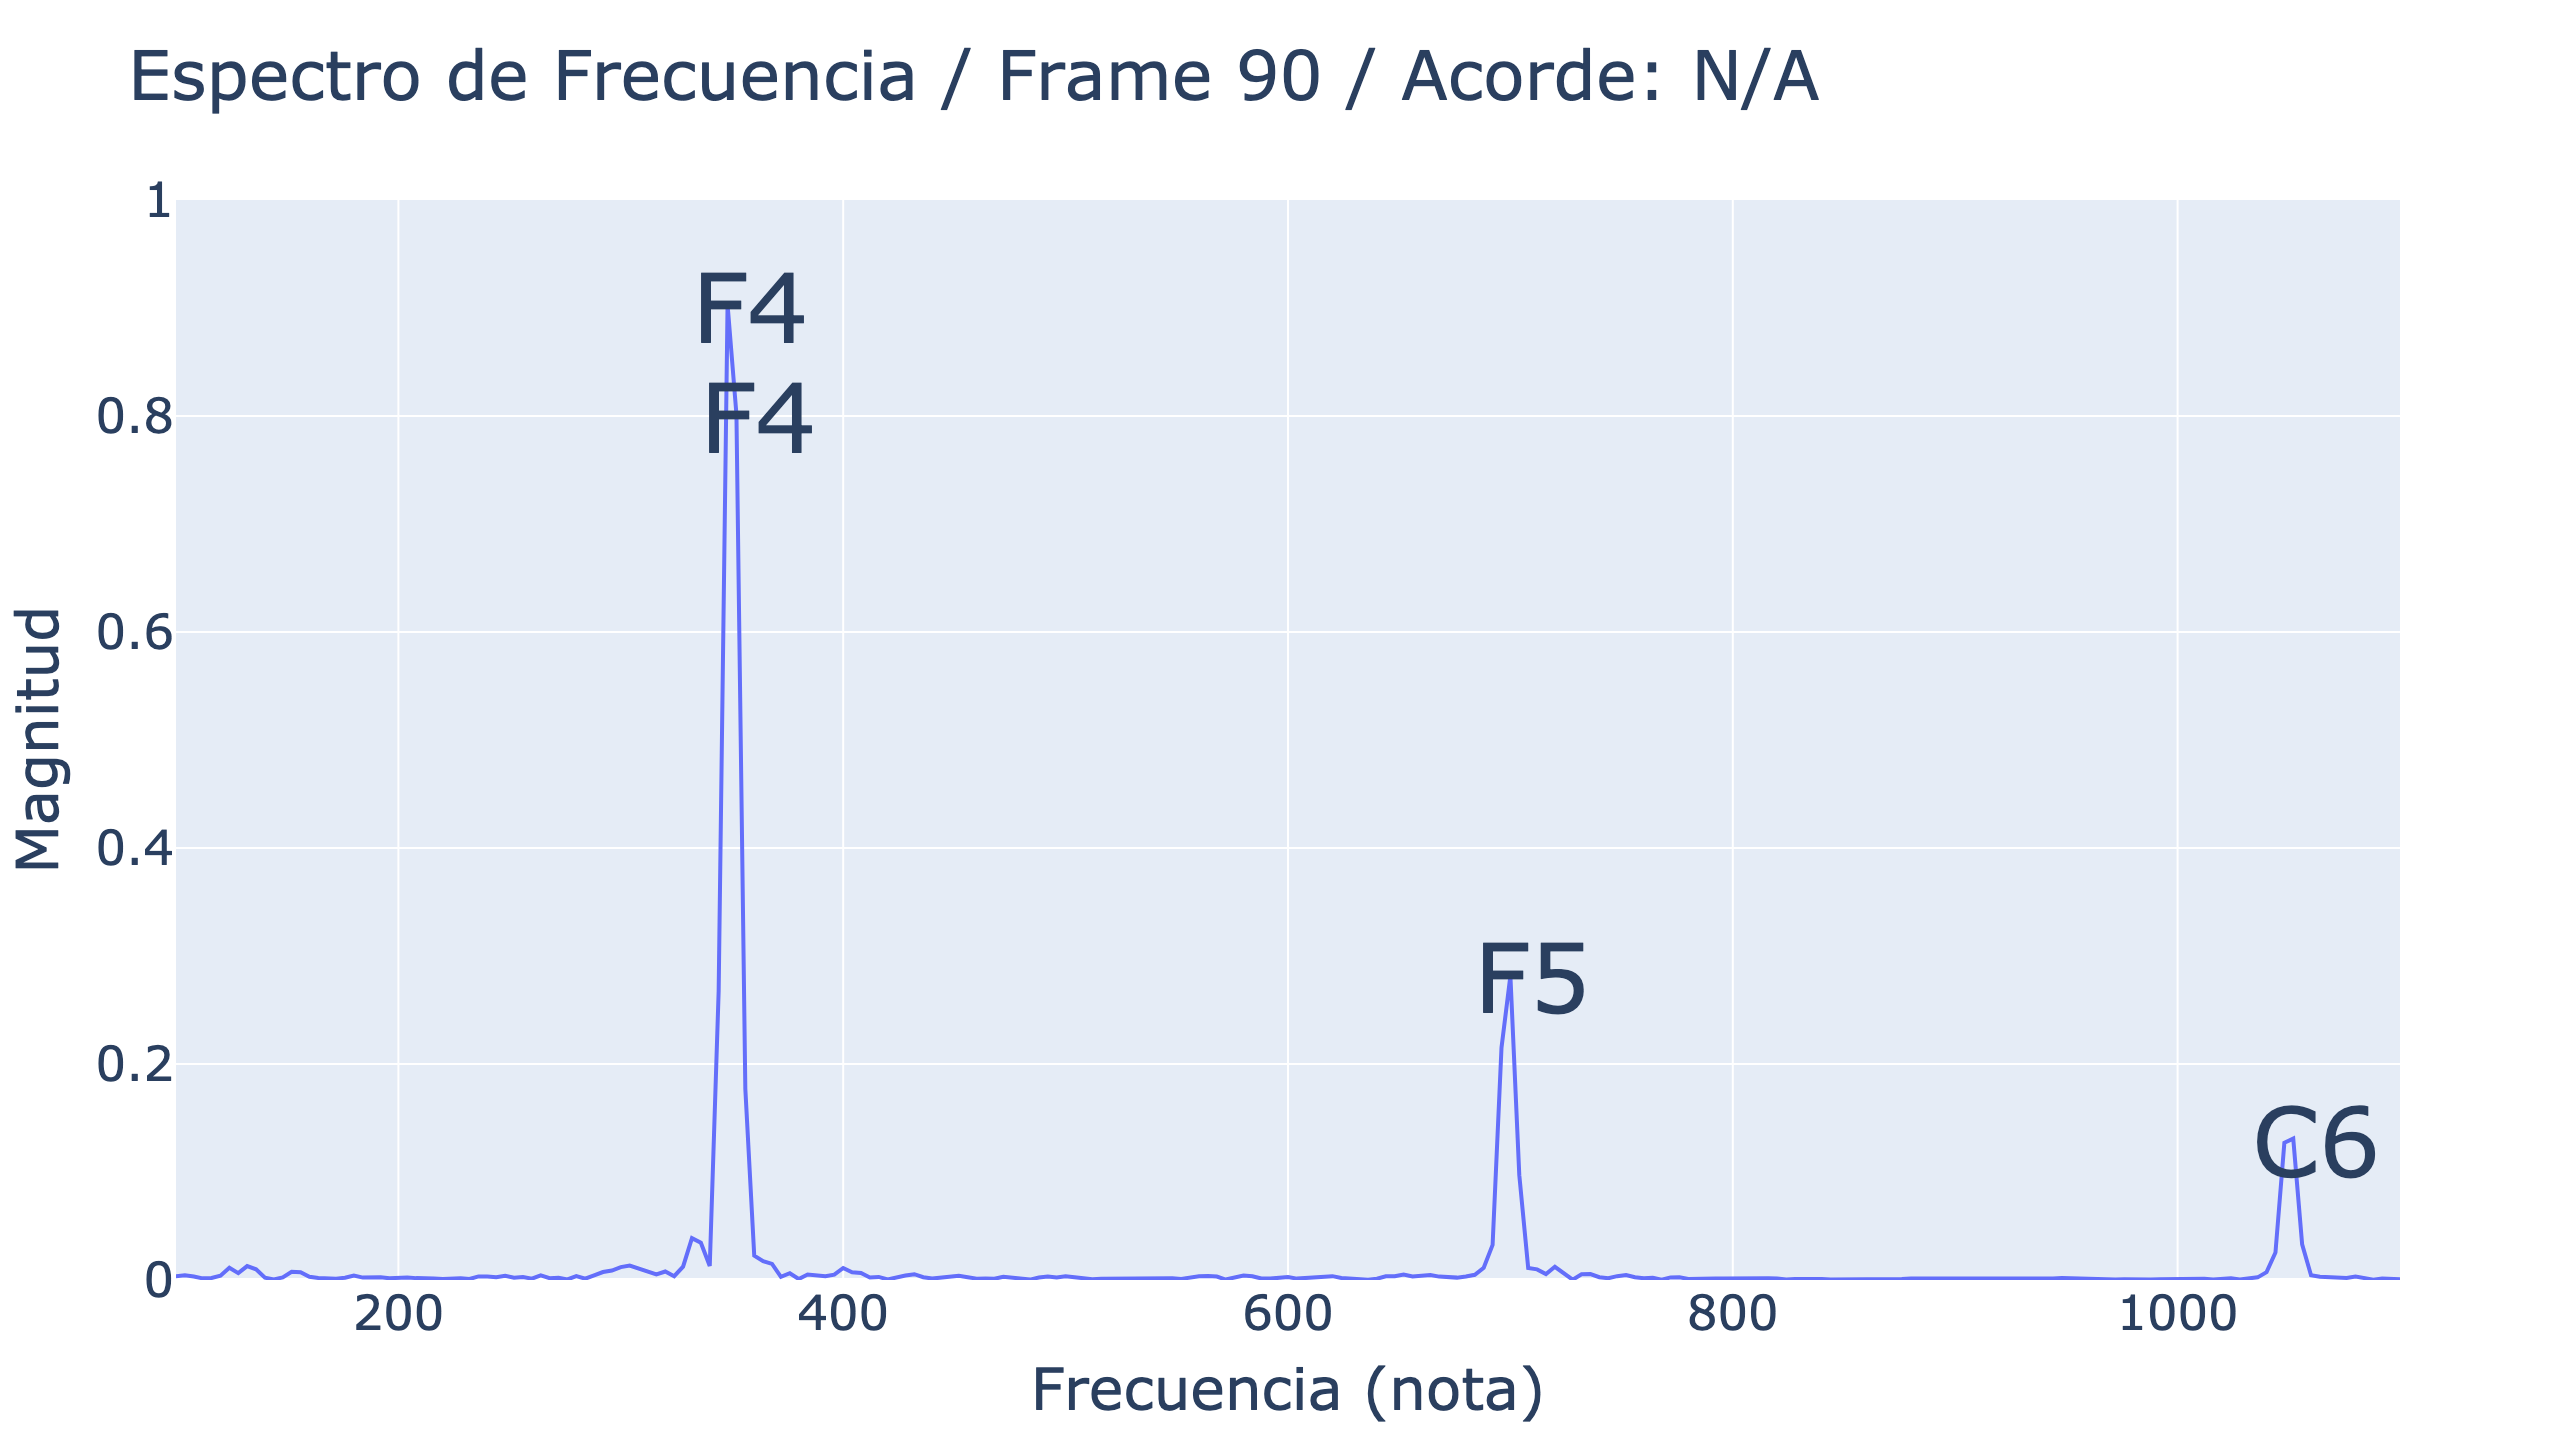 Espectro de Frecuencia / Frame 90 / Acorde: N/A
1
F4
F4
0.8
0.6
Magnitud
0.4
F5
0.2
C6
0
200 400 600 800 1000
Frecuencia (nota)